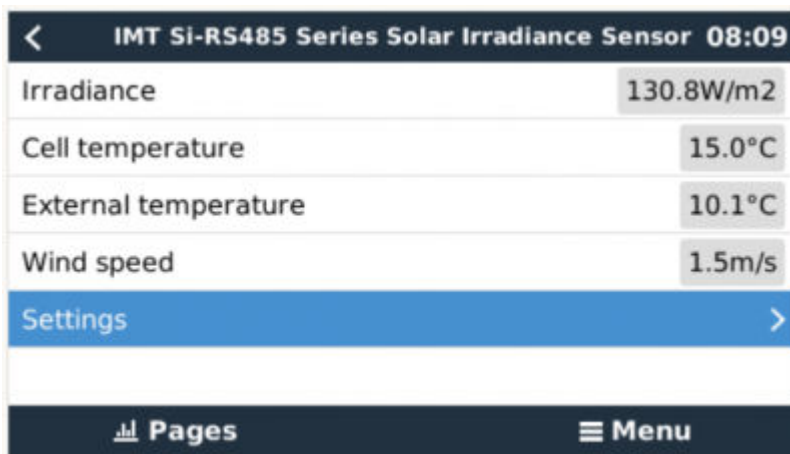 IMT Si-RS485 Series Solar Irradiance Sensor 08:09
Irradiance 130.8W/m2
Cell temperature 15.0°C
External temperature 10.1°C
Wind speed 1.5m/s
Settings
Pages Menu